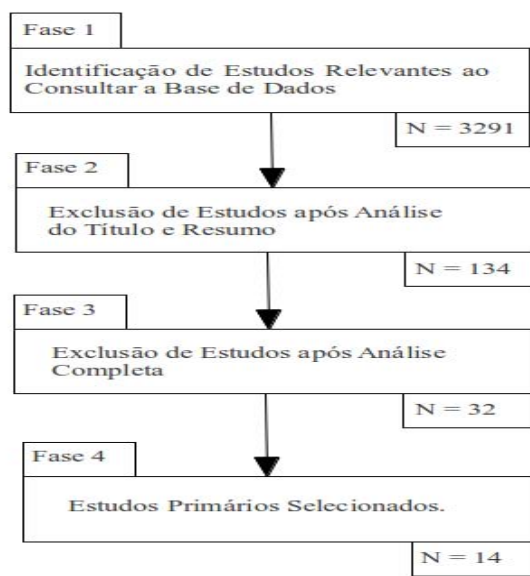 Fase 1
Identificação de Estudos Relevantes ao
Consultar a Base de Dados
N = 3291
Fase 2
Exclusão de Estudos após Análise
do Título e Resumo
N = 134
Fase 3
Exclusão de Estudos após Análise
Completa
N = 32
Fase 4
Estudos Primários Selecionados.
N = 14